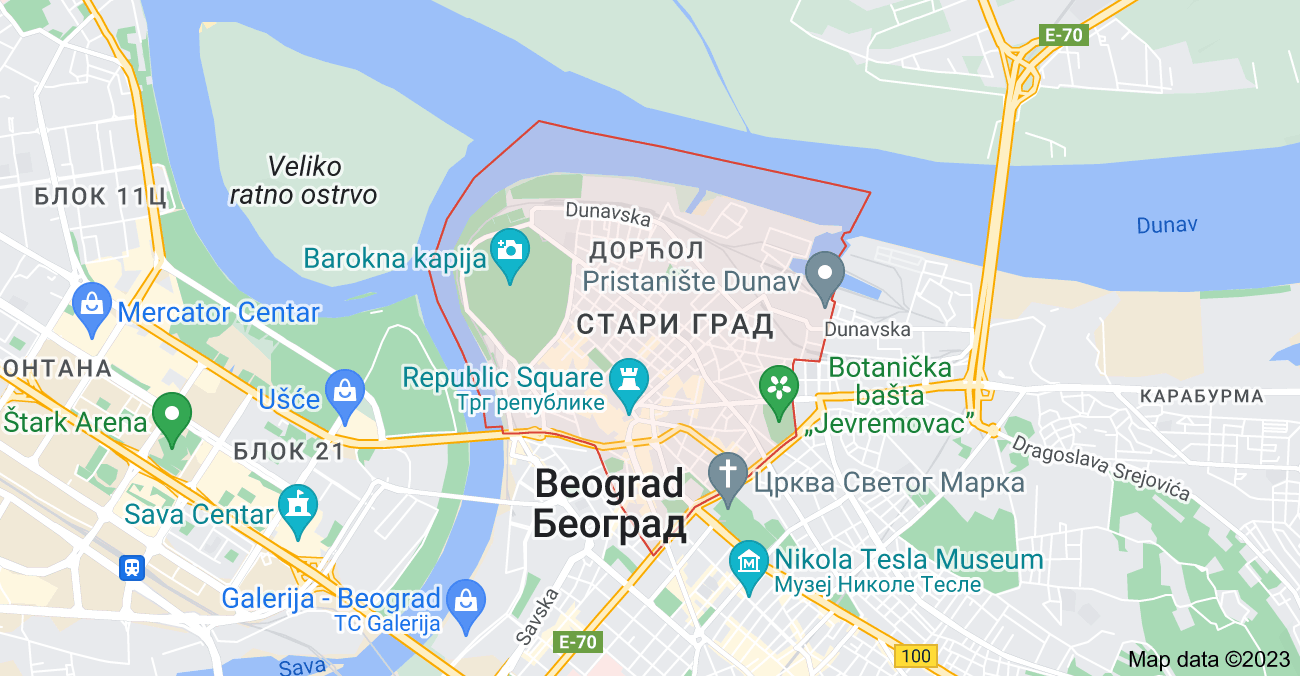 E-70
Veliko
ratno ostrvo
БЛОК 11Ц
Dunavska
Dunav
ДОРЋОЛ
Barokna kapija
Pristanište Dunav
Mercator Centar
СТАРИ ГРАД
Dunavska
ОНТАНА
Republic Square
Трг републике
Botanička
bašta
„Jevremovac”
КАРАБУРМА
Ušće
Štark Arena
БЛОК 21
Dragoslava Srejovića
Beograd
Београд
Црква Светог Марка
Sava Centar
Nikola Tesla Museum
Музеј Николе Тесле
Galerija - Beograd
TC Galerija
Savska
E-70
100
Sava
Map data ©2023